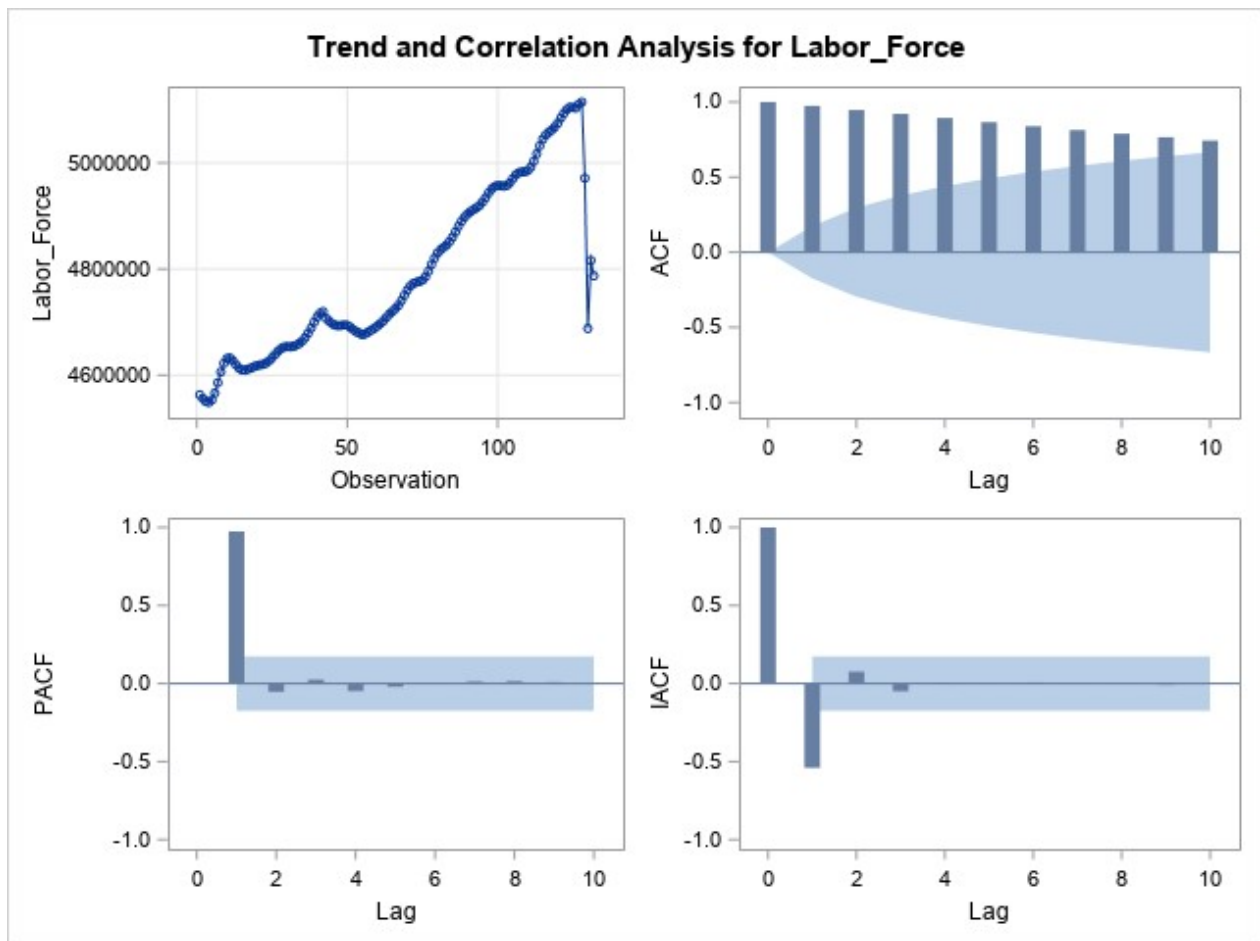 Trend and Correlation Analysis for Labor_Force
Labor_Force
5000000
4800000
4600000
0 50 100
Observation
ACF
1.0
0.5
0.0
-0.5
-1.0
0 2 4 6 8 10
Lag
PACF
1.0
0.5
0.0
-0.5
-1.0
0 2 4 6 8 10
Lag
IACF
1.0
0.5
0.0
-0.5
-1.0
0 2 4 6 8 10
Lag